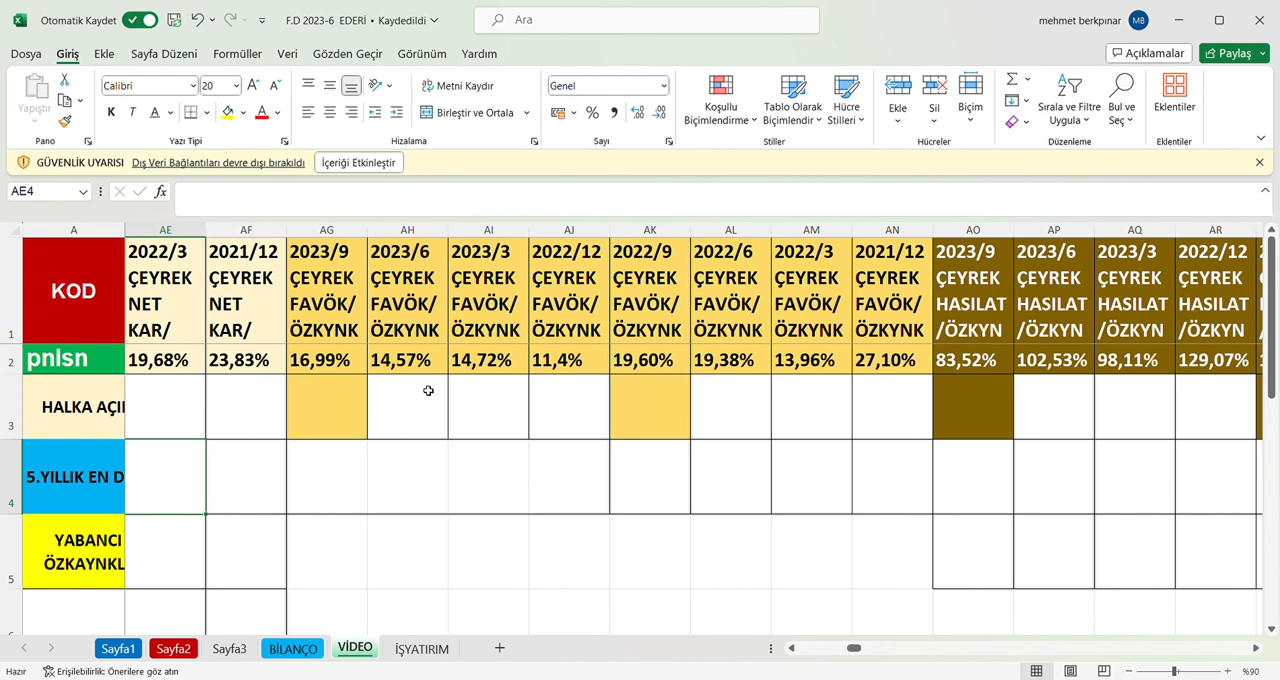 Otomatik Kaydet
F.D 2023-6 EDERİ • Kaydedildi
Ara
mehmet berkpınar
MB
Dosya Giriş Ekle Sayfa Düzeni Formüller Veri Gözden Geçir Görünüm Yardım
Açıklamalar
Paylaş
Yapıştır
Calibri
20
K T A
Metni Kaydır
Birleştir ve Ortala
Genel
Koşullu Biçimlendirme
Tablo Olarak Biçimlendir
Hücre Stilleri
Ekle
Sil
Biçim
Sırala ve Filtre Uygula
Bul ve Seç
Eklentiler
Pano Yazı Tipi Hizalama Sayı Stiller Hücreler Düzenleme Eklentiler
GÜVENLİK UYARISI Dış Veri Bağlantıları devre dışı bırakıldı İçeriği Etkinleştir
AE4 fx
A AE AF AG AH AI AJ AK AL AM AN AO AP AQ AR
1 KOD
2022/3 ÇEYREK NET KAR/
2021/12 ÇEYREK NET KAR/
2023/9 ÇEYREK FAVÖK/ ÖZKYNK
2023/6 ÇEYREK FAVÖK/ ÖZKYNK
2023/3 ÇEYREK FAVÖK/ ÖZKYNK
2022/12 ÇEYREK FAVÖK/ ÖZKYNK
2022/9 ÇEYREK FAVÖK/ ÖZKYNK
2022/6 ÇEYREK FAVÖK/ ÖZKYNK
2022/3 ÇEYREK FAVÖK/ ÖZKYNK
2021/12 ÇEYREK FAVÖK/ ÖZKYNK
2023/9 ÇEYREK HASILAT /ÖZKYN
2023/6 ÇEYREK HASILAT /ÖZKYN
2023/3 ÇEYREK HASILAT /ÖZKYN
2022/12 ÇEYREK HASILAT /ÖZKYN
2 pnlsn 19,68% 23,83% 16,99% 14,57% 14,72% 11,4% 19,60% 19,38% 13,96% 27,10% 83,52% 102,53% 98,11% 129,07%
3 HALKA AÇI
4 5.YILLIK EN D
5 YABANCI
ÖZKAYNKL
Sayfa1 Sayfa2 Sayfa3 BİLANÇO VİDEO İŞYATIRIM
Hazır Erişilebilirlik: Önerilere göz atın %90